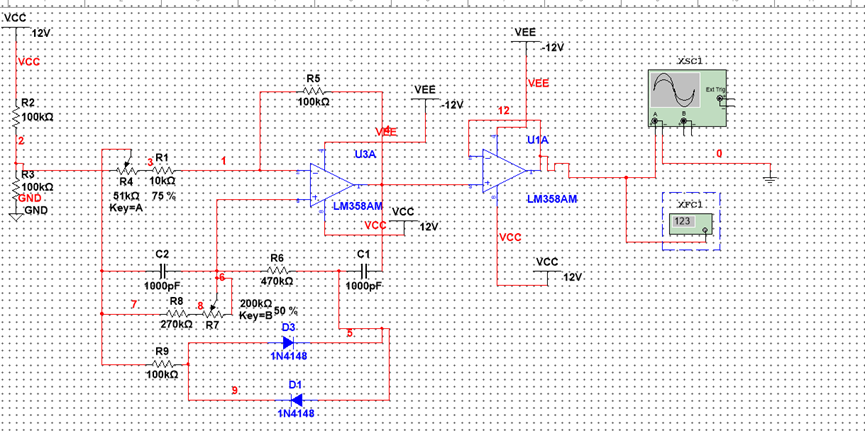 VCC
12V
VCC
R2
100kΩ
2
R3
100kΩ
GND
GND
R4
51kΩ
Key=A
3
R1
10kΩ
75 %
1
R5
100kΩ
VEE
-12V
4
VEE
U3A
LM358AM
VCC
VCC
12V
C2
1000pF
6
R6
470kΩ
C1
1000pF
7
R8
270kΩ
8
R7
200kΩ
Key=B
50 %
D3
1N4148
5
R9
100kΩ
9
D1
1N4148
VEE
-12V
VEE
12
U1A
LM358AM
VCC
VCC
12V
XSC1
Ext Trig
A
B
0
XFC1
123